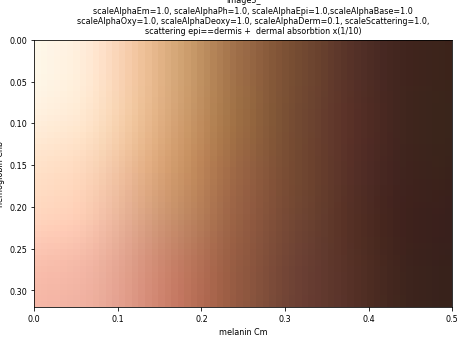 image5_
scaleAlphaEm=1.0, scaleAlphaPh=1.0, scaleAlphaEpi=1.0,scaleAlphaBase=1.0
scaleAlphaOxy=1.0, scaleAlphaDeoxy=1.0, scaleAlphaDerm=0.1, scaleScattering=1.0,
scattering epi==dermis + dermal absorbtion x(1/10)
0.00
0.05
0.10
0.15
0.20
0.25
0.30
0.0 0.1 0.2 0.3 0.4 0.5
melanin Cm